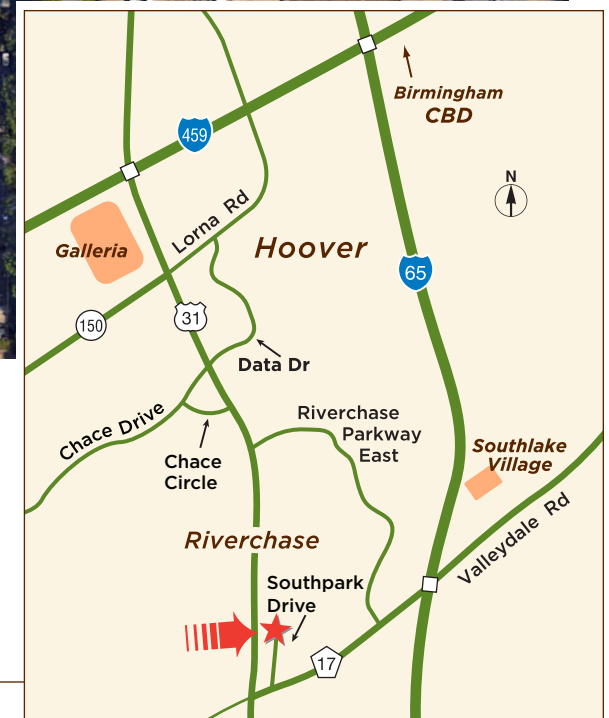 Birmingham
CBD
459
N
Lorna Rd
Galleria
Hoover
65
150
31
Data Dr
Chace Drive
Riverchase
Parkway
East
Chace
Circle
Southlake
Village
Valleydale Rd
Riverchase
Southpark
Drive
17